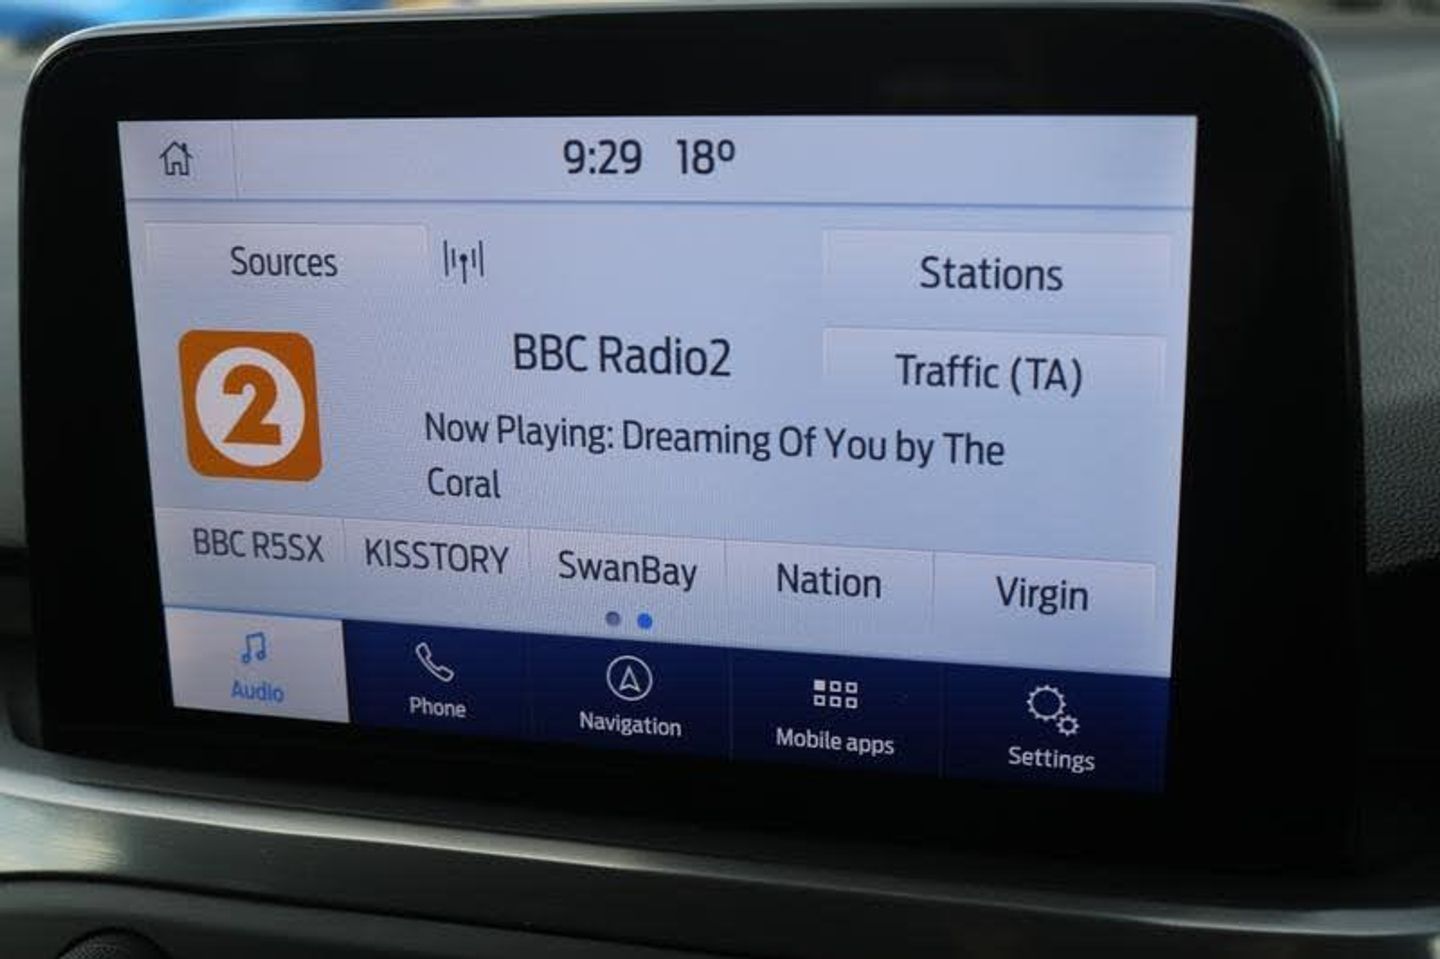 9:29 18º
Sources
Stations
BBC Radio2
Traffic (TA)
2
Now Playing: Dreaming Of You by The
Coral
BBC R5SX KISSTORY SwanBay Nation Virgin
Audio Phone Navigation Mobile apps Settings